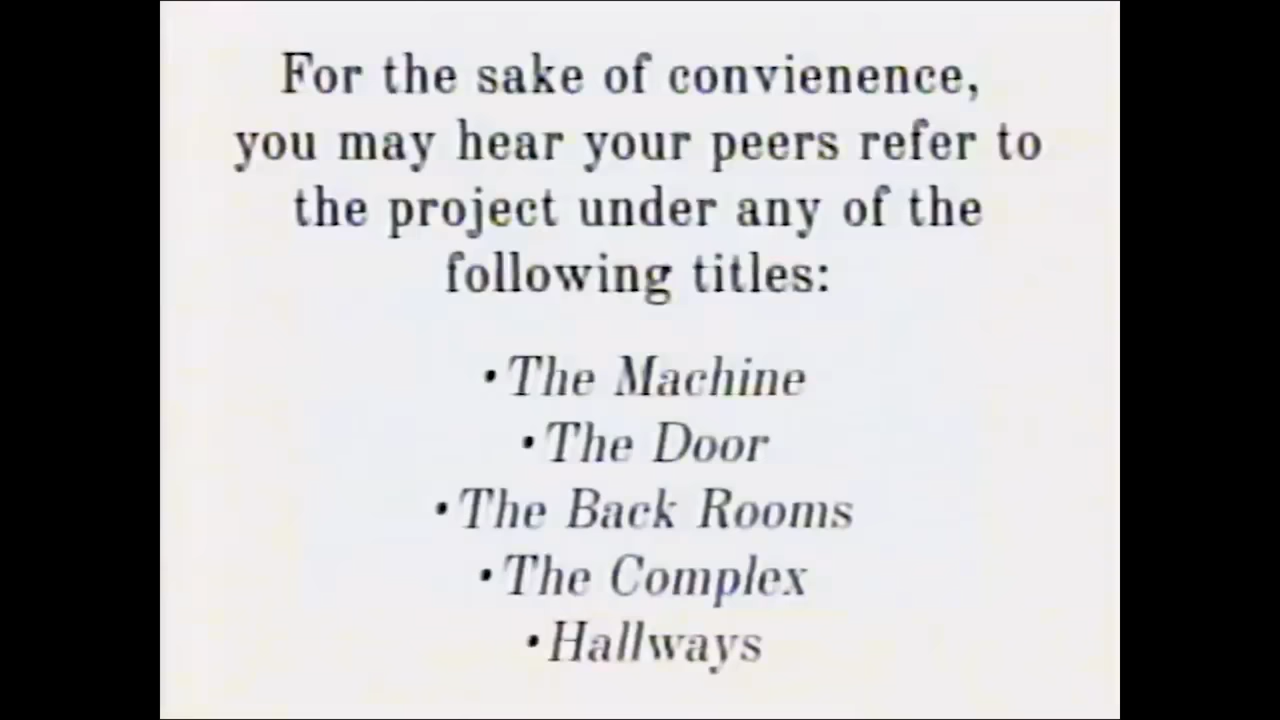 For the sake of convienence,
you may hear your peers refer to
the project under any of the
following titles:
•The Machine
•The Door
•The Back Rooms
•The Complex
•Hallways